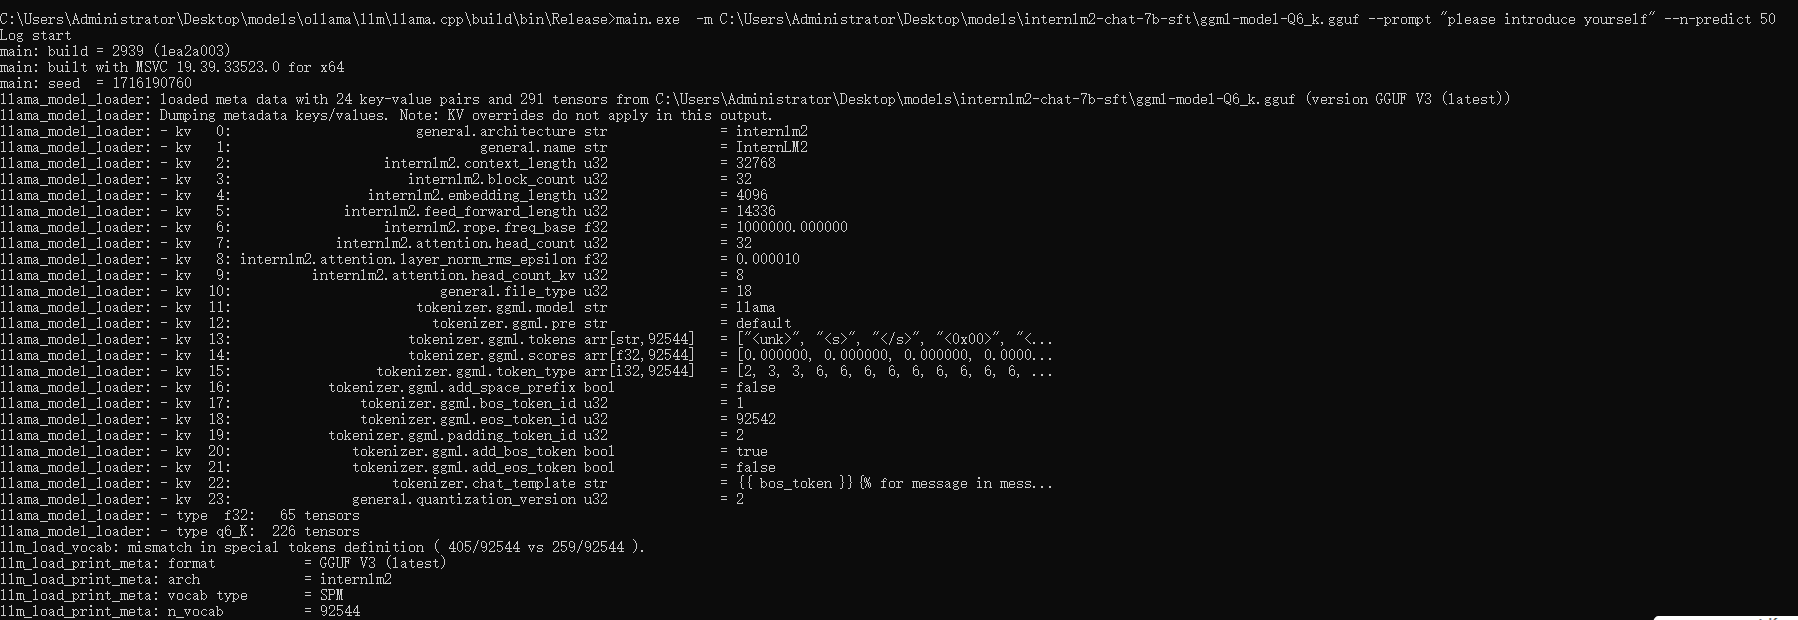 C:\Users\Administrator\Desktop\models\ollama\llm\llama.cpp\build\bin\Release>main.exe  -m C:\Users\Administrator\Desktop\models\internlm2-chat-7b-sft\ggml-model-Q6_k.gguf --prompt "please introduce yourself" --n-predict 50
Log start
main: build = 2939 (1ea2a003)
main: built with MSVC 19.39.33523.0 for x64
main: seed  = 1716190760
llama_model_loader: loaded meta data with 24 key-value pairs and 291 tensors from C:\Users\Administrator\Desktop\models\internlm2-chat-7b-sft\ggml-model-Q6_k.gguf (version GGUF V3 (latest))
llama_model_loader: Dumping metadata keys/values. Note: KV overrides do not apply in this output.
llama_model_loader: - kv   0:                       general.architecture str              = internlm2
llama_model_loader: - kv   1:                               general.name str              = InternLM2
llama_model_loader: - kv   2:                   internlm2.context_length u32              = 32768
llama_model_loader: - kv   3:                      internlm2.block_count u32              = 32
llama_model_loader: - kv   4:                 internlm2.embedding_length u32              = 4096
llama_model_loader: - kv   5:              internlm2.feed_forward_length u32              = 14336
llama_model_loader: - kv   6:                   internlm2.rope.freq_base f32              = 1000000.000000
llama_model_loader: - kv   7:             internlm2.attention.head_count u32              = 32
llama_model_loader: - kv   8: internlm2.attention.layer_norm_rms_epsilon f32              = 0.000010
llama_model_loader: - kv   9:          internlm2.attention.head_count_kv u32              = 8
llama_model_loader: - kv  10:                          general.file_type u32              = 18
llama_model_loader: - kv  11:                       tokenizer.ggml.model str              = llama
llama_model_loader: - kv  12:                         tokenizer.ggml.pre str              = default
llama_model_loader: - kv  13:                      tokenizer.ggml.tokens arr[str,92544]   = ["<unk>", "<s>", "</s>", "<0x00>", "<...
llama_model_loader: - kv  14:                      tokenizer.ggml.scores arr[f32,92544]   = [0.000000, 0.000000, 0.000000, 0.0000...
llama_model_loader: - kv  15:                  tokenizer.ggml.token_type arr[i32,92544]   = [2, 3, 3, 6, 6, 6, 6, 6, 6, 6, 6, 6, ...
llama_model_loader: - kv  16:            tokenizer.ggml.add_space_prefix bool             = false
llama_model_loader: - kv  17:                tokenizer.ggml.bos_token_id u32              = 1
llama_model_loader: - kv  18:                tokenizer.ggml.eos_token_id u32              = 92542
llama_model_loader: - kv  19:            tokenizer.ggml.padding_token_id u32              = 2
llama_model_loader: - kv  20:               tokenizer.ggml.add_bos_token bool             = true
llama_model_loader: - kv  21:               tokenizer.ggml.add_eos_token bool             = false
llama_model_loader: - kv  22:                    tokenizer.chat_template str              = {{ bos_token }}{% for message in mess...
llama_model_loader: - kv  23:               general.quantization_version u32              = 2
llama_model_loader: - type  f32:   65 tensors
llama_model_loader: - type q6_K:  226 tensors
llm_load_vocab: mismatch in special tokens definition ( 405/92544 vs 259/92544 ).
llm_load_print_meta: format           = GGUF V3 (latest)
llm_load_print_meta: arch             = internlm2
llm_load_print_meta: vocab type       = SPM
llm_load_print_meta: n_vocab          = 92544